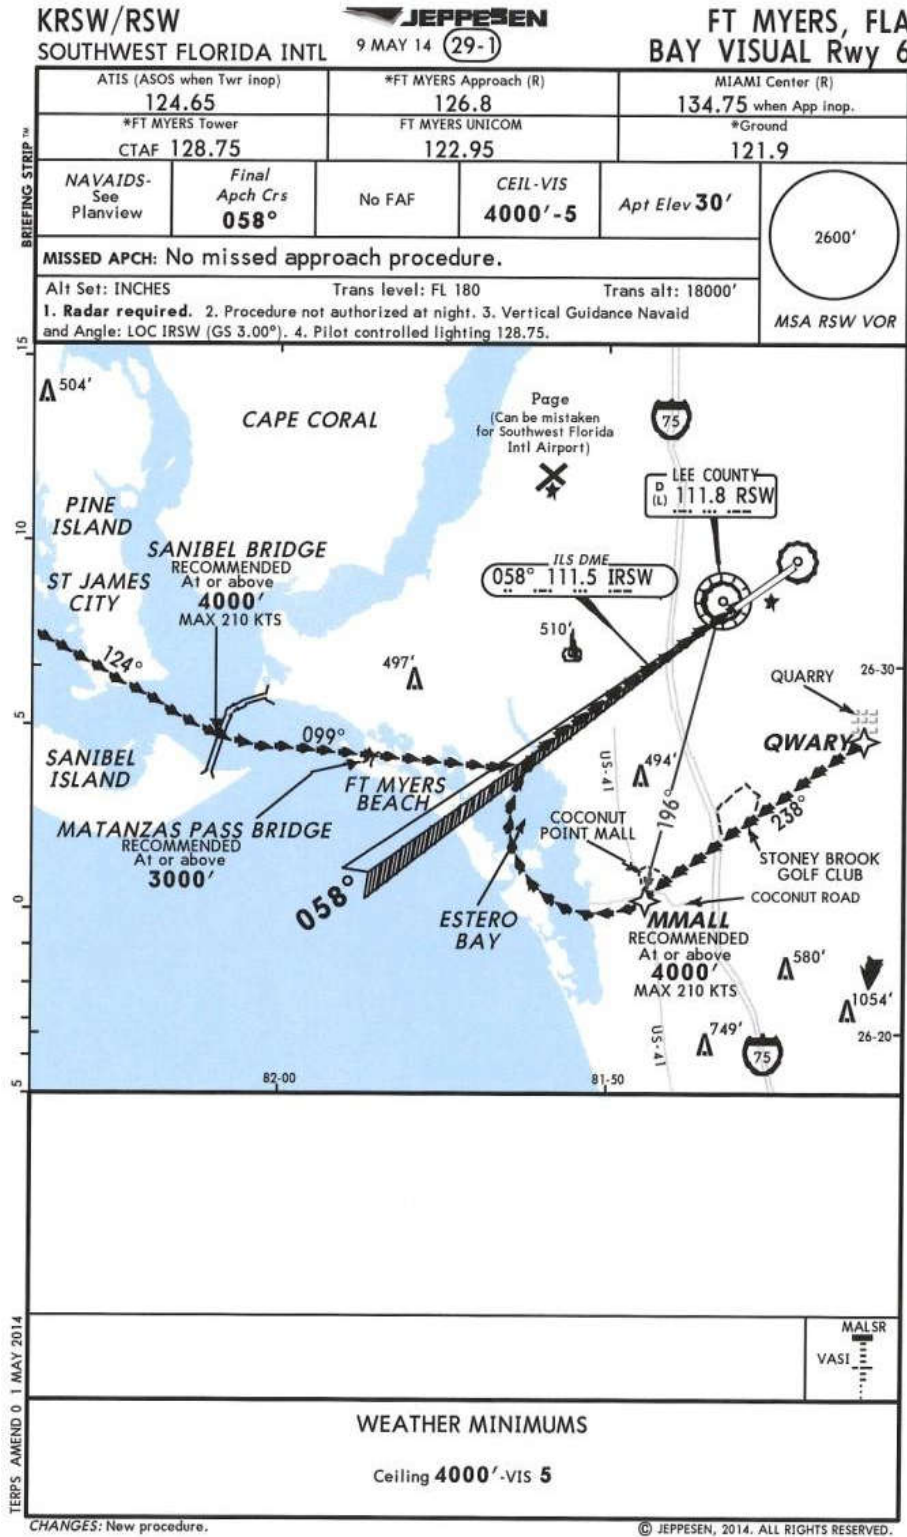 KRSW/RSW
SOUTHWEST FLORIDA INTL
JEPPESEN
9 MAY 14 29-1
FT MYERS, FLA
BAY VISUAL Rwy 6
BRIEFING STRIP ™
ATIS (ASOS when Twr inop)
124.65
*FT MYERS Approach (R)
126.8
MIAMI Center (R)
134.75 when App inop.
*FT MYERS Tower
CTAF 128.75
FT MYERS UNICOM
122.95
*Ground
121.9
NAVAIDS-
See
Planview
Final
Apch Crs
058°
No FAF
CEIL-VIS
4000'-5
Apt Elev 30'
2600'
MSA RSW VOR
MISSED APCH: No missed approach procedure.
Alt Set: INCHES Trans level: FL 180 Trans alt: 18000'
1. Radar required. 2. Procedure not authorized at night. 3. Vertical Guidance Navaid
and Angle: LOC IRSW (GS 3.00°). 4. Pilot controlled lighting 128.75.
15
504'
CAPE CORAL
Page
(Can be mistaken
for Southwest Florida
Intl Airport)
75
LEE COUNTY
D
(L) 111.8 RSW
PINE
ISLAND
10
SANIBEL BRIDGE
RECOMMENDED
At or above
4000'
MAX 210 KTS
ST JAMES
CITY
ILS DME
058° 111.5 IRSW
510'
124°
497'
26-30
QUARRY
5
099°
QWARY
SANIBEL
ISLAND
FT MYERS
BEACH
US-41
494'
196°
238°
MATANZAS PASS BRIDGE
RECOMMENDED
At or above
3000'
COCONUT
POINT MALL
STONEY BROOK
GOLF CLUB
058°
COCONUT ROAD
0
ESTERO
BAY
MMALL
RECOMMENDED
At or above
4000'
MAX 210 KTS
580'
1054'
749'
US-41
75
26-20
5
82-00
81-50
MALSR
VASI
WEATHER MINIMUMS
Ceiling 4000'-VIS 5
TERPS AMEND 0 1 MAY 2014
CHANGES: New procedure.
© JEPPESEN, 2014. ALL RIGHTS RESERVED.